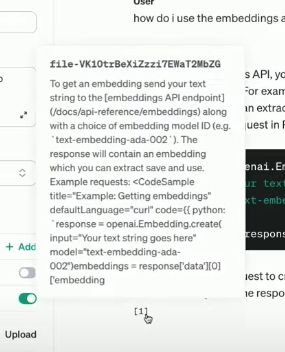 User
how do i use the embeddings a
file-VK1OtrBeXiZzzi7EWaT2MbZG
To get an embedding send your text
string to the [embeddings API endpoint]
(/docs/api-reference/embeddings) along
with a choice of embedding model ID (e.g.
`text-embedding-ada-002`). The
response will contain an embedding
which you can extract save and use.
Example requests: <CodeSample
title="Example: Getting embeddings"
defaultLanguage="curl" code={{ python:
`response = openai.Embedding.create(
input="Your text string goes here"
model="text-embedding-ada-
002")embeddings = response['data'][0]
['embedding
s API, yo
For exam
an extrac
uest in P
enai.Em
ur text
xt-embe
respons
uest to cr
he respo
[1]
+ Add
Upload